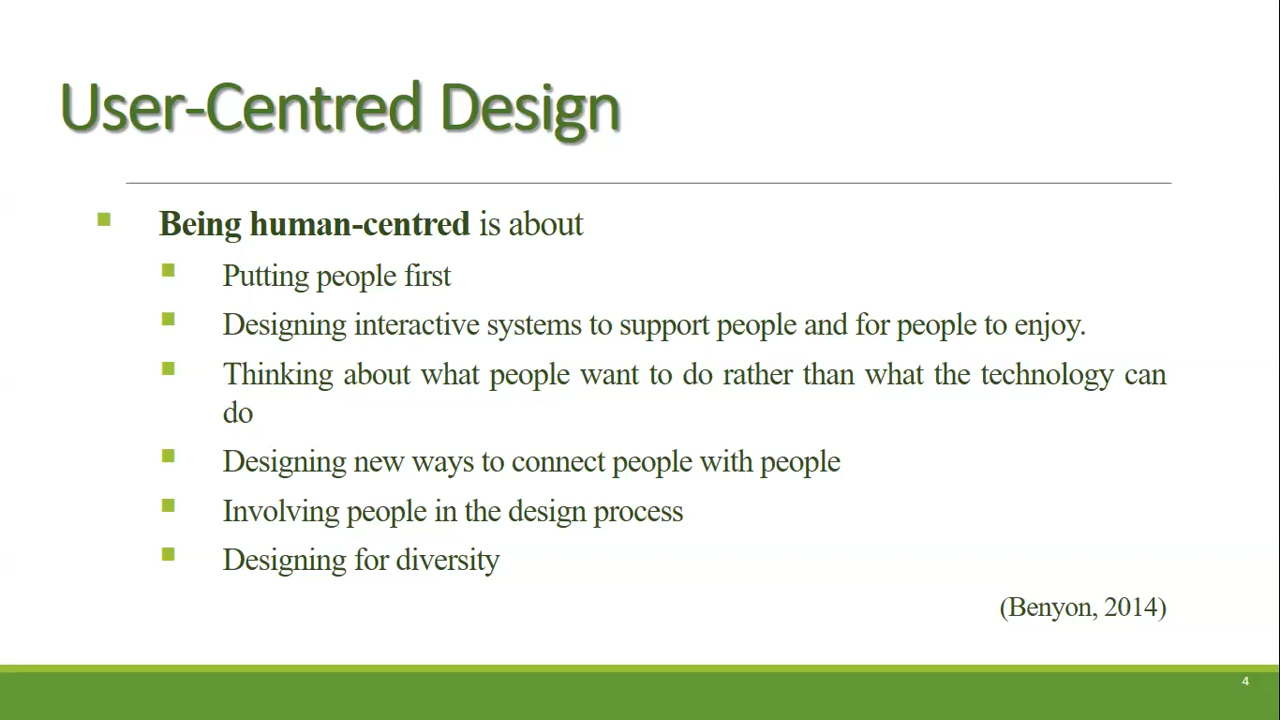 User-Centred Design
Being human-centred is about
Putting people first
Designing interactive systems to support people and for people to enjoy.
Thinking about what people want to do rather than what the technology can
do
Designing new ways to connect people with people
Involving people in the design process
Designing for diversity
(Benyon, 2014)
4